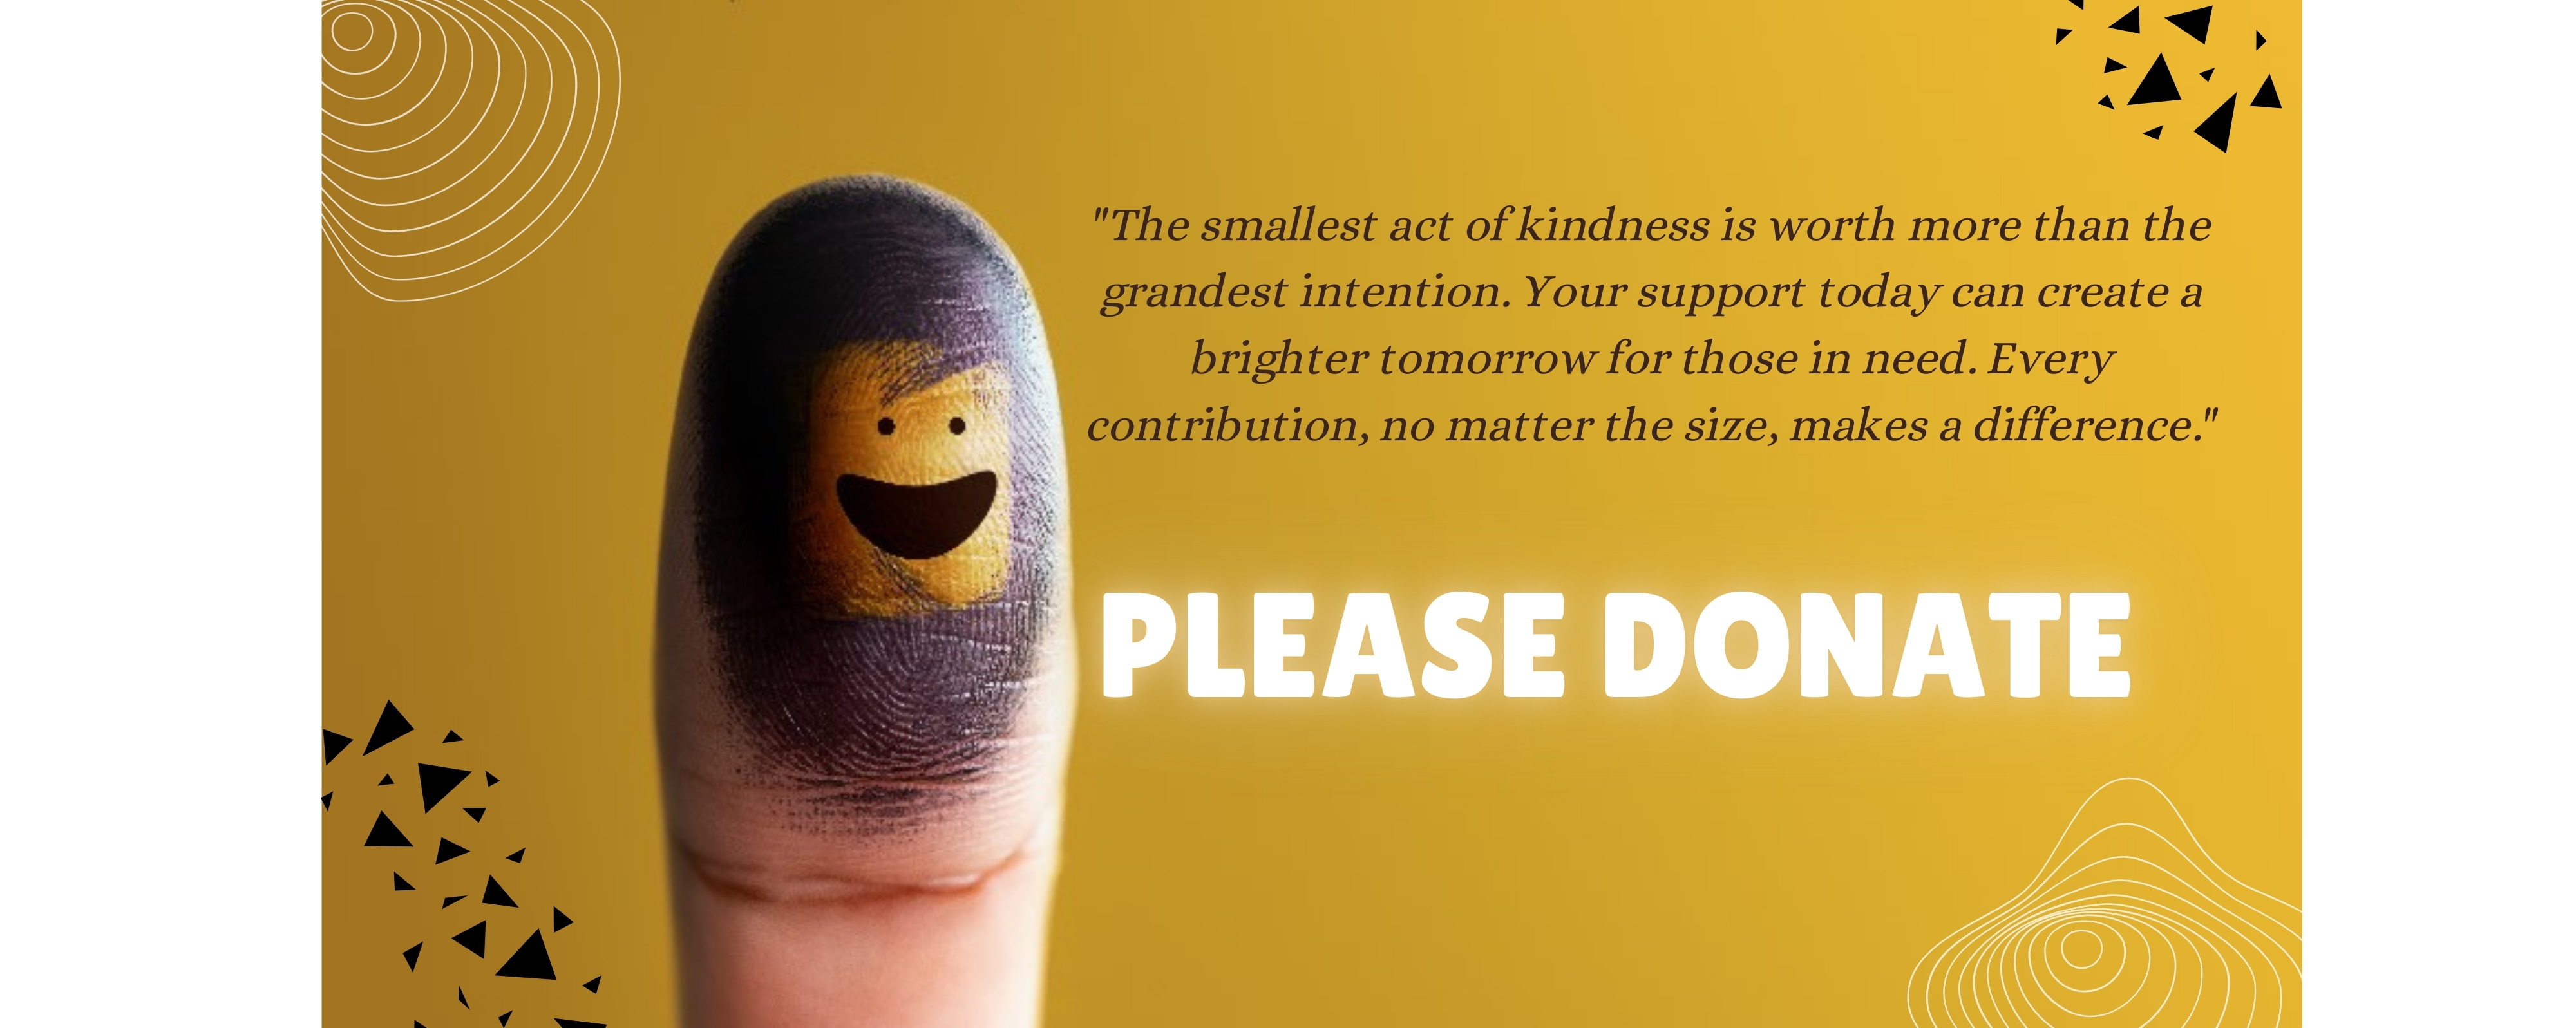 "The smallest act of kindness is worth more than the
grandest intention. Your support today can create a
brighter tomorrow for those in need. Every
contribution, no matter the size, makes a difference."
PLEASE DONATE